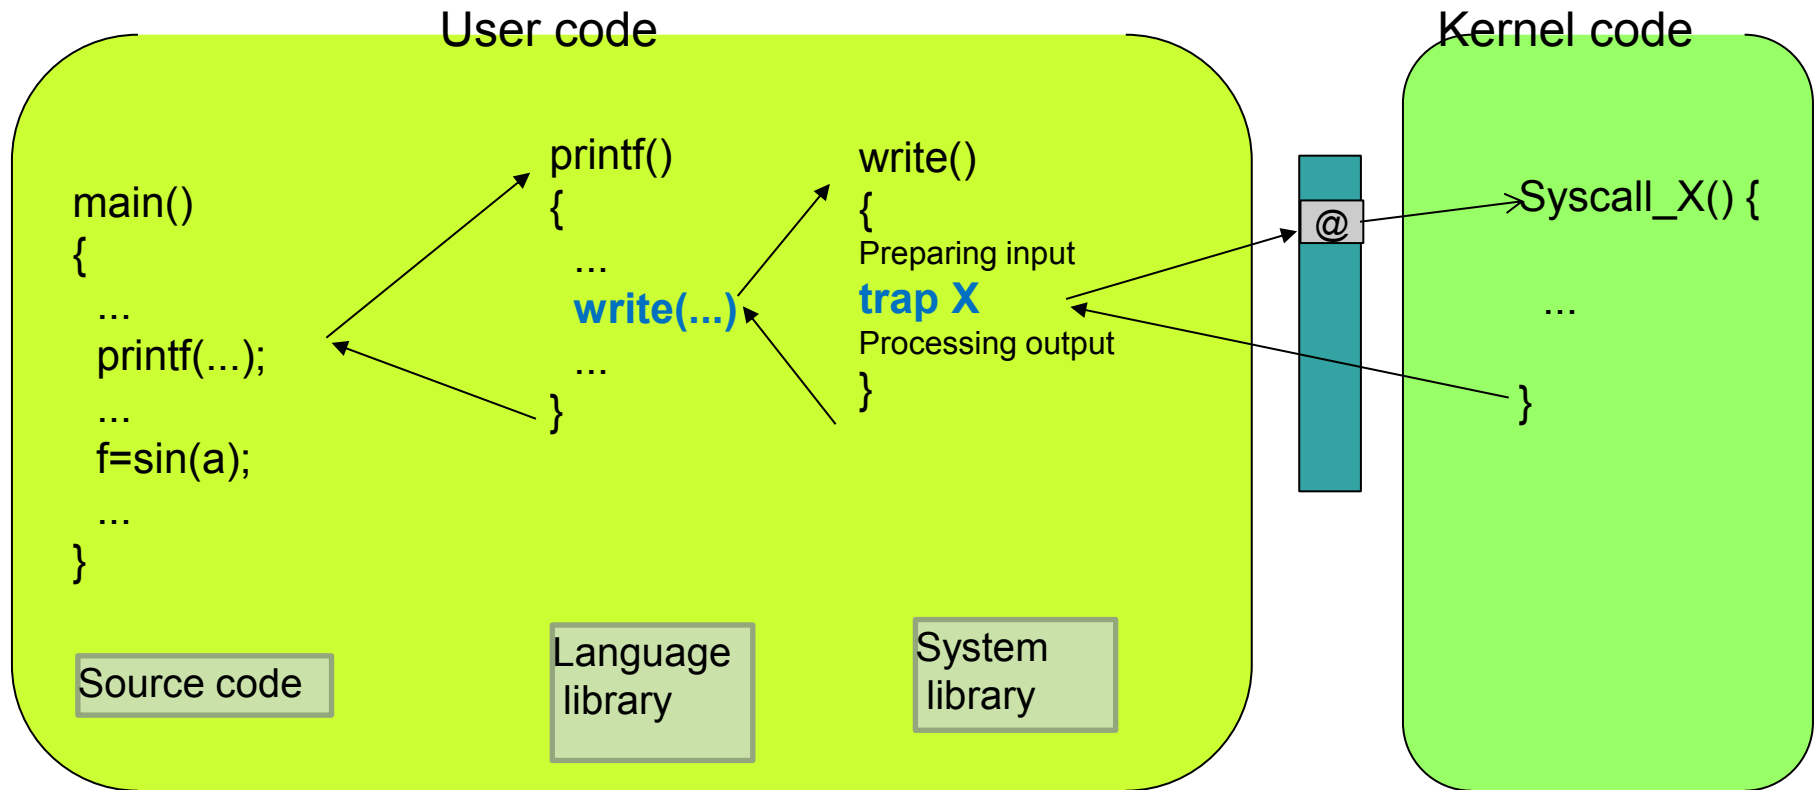 User code
main()
{
...
printf(...);
...
f=sin(a);
...
}
Source code
printf()
{
...
write(...)
...
}
Language
library
write()
{
Preparing input
trap X
Processing output
}
System
library
@
Kernel code
Syscall_X() {
...
}